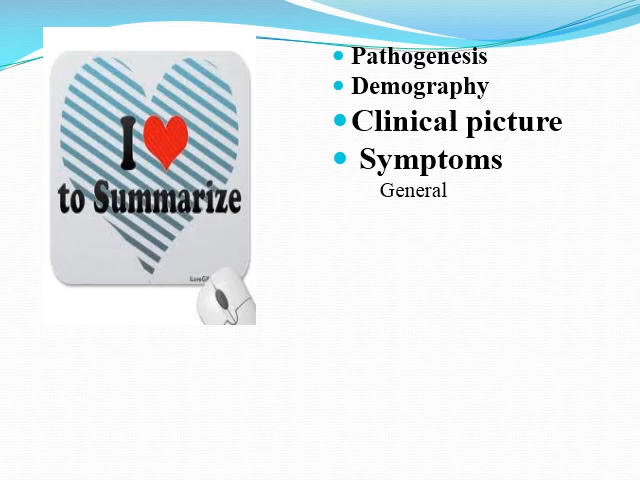 I
to Summarize
Pathogenesis
Demography
Clinical picture
Symptoms
General